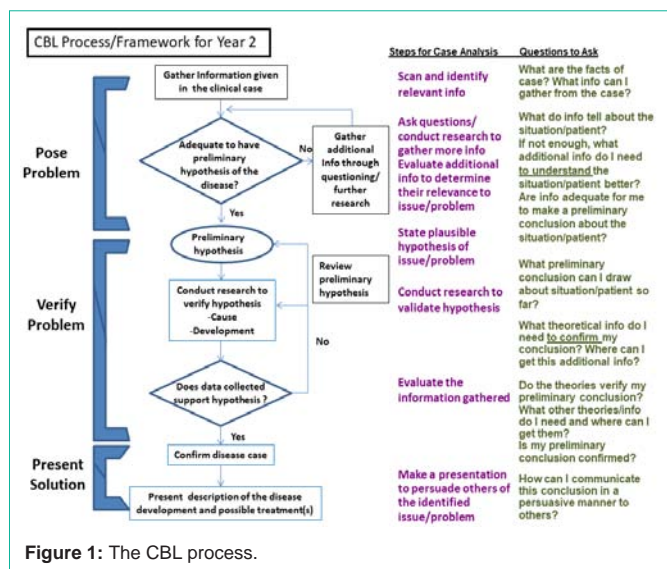 CBL Process/Framework for Year 2
Gather Information given
in the clinical case
Adequate to have
preliminary
hypothesis of the
disease?
No
Gather
additional
Info through
questioning/
further
research
Yes
Preliminary
hypothesis
Conduct research to
verify hypothesis
-Cause
-Development
Review
preliminary
hypothesis
No
Does data collected
support hypothesis ?
Yes
Confirm disease case
Present description of the disease
development and possible treatment(s)
Pose
Problem
Verify
Problem
Present
Solution
Steps for Case Analysis
Scan and identify
relevant info
Ask questions/
conduct research to
gather more info
Evaluate additional
info to determine
their relevance to
issue/problem
State plausible
hypothesis of
issue/problem
Conduct research to
validate hypothesis
Evaluate the
information gathered
Make a presentation
to persuade others of
the identified
issue/problem
Questions to Ask
What are the facts of
case? What info can I
gather from the case?
What do info tell about the
situation/patient?
If not enough, what
additional info do I need
to understand the
situation/patient better?
Are info adequate for me
to make a preliminary
conclusion about the
situation/patient?
What preliminary
conclusion can I draw
about situation/patient so
far?
What theoretical info do I
need to confirm my
conclusion? Where can I
get this additional info?
Do the theories verify my
preliminary conclusion?
What other theories/info
do I need and where can I
get them?
Is my preliminary
conclusion confirmed?
How can I communicate
this conclusion in a
persuasive manner to
others?
Figure 1: The CBL process.